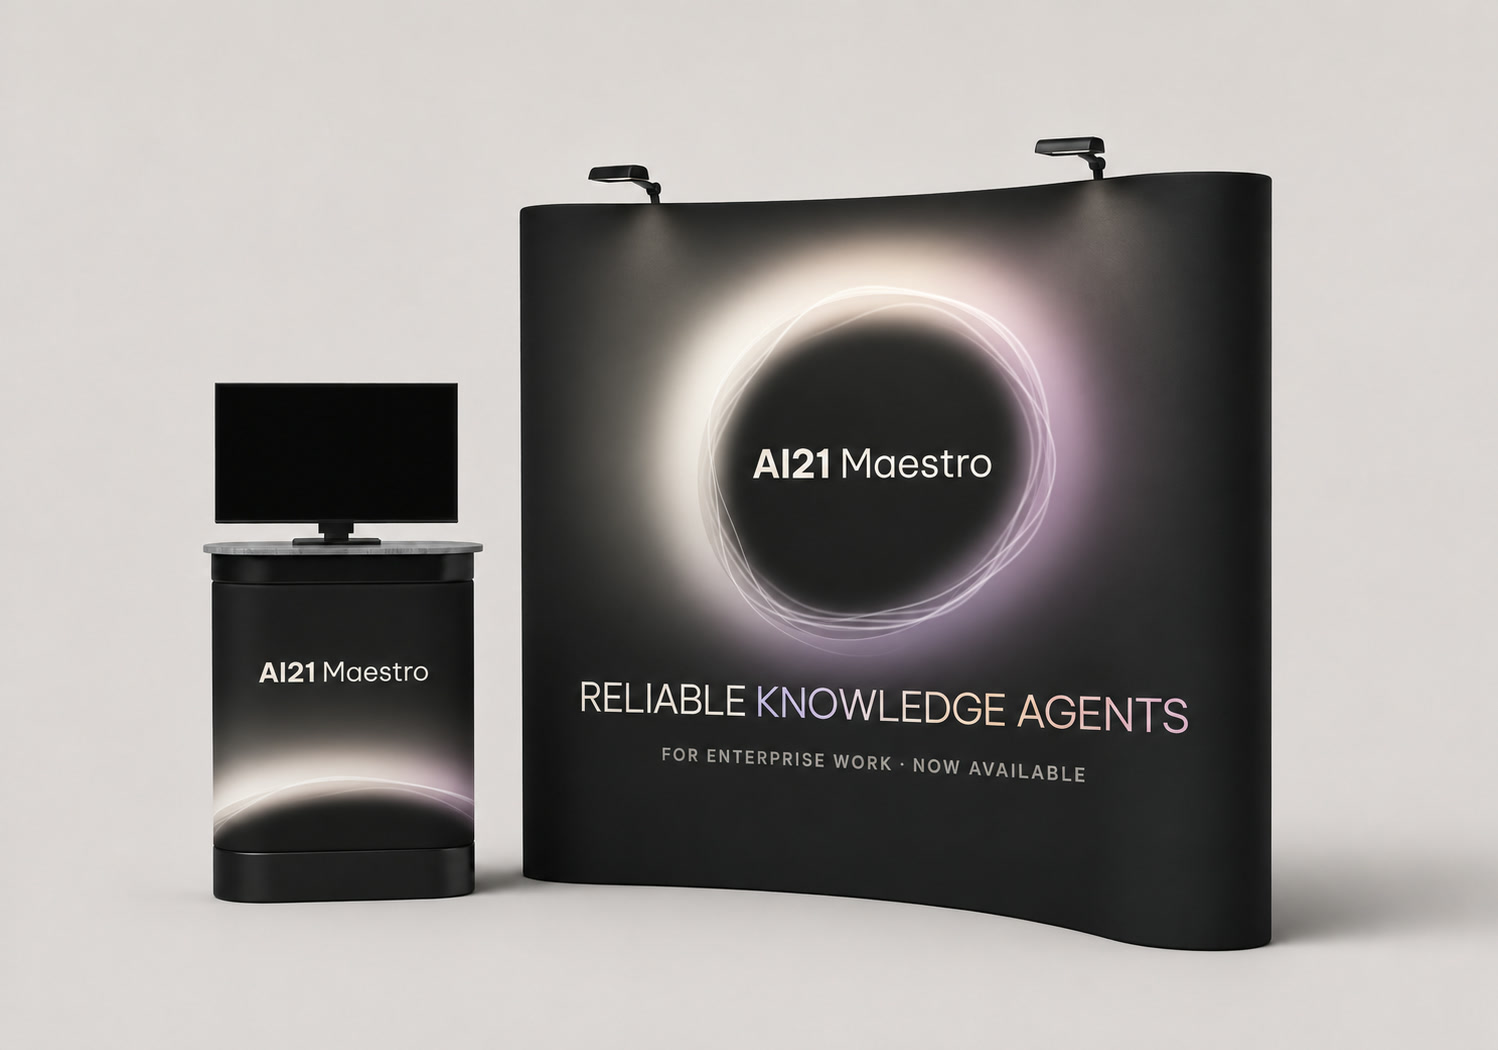 AI21 Maestro
AI21 Maestro
RELIABLE KNOWLEDGE AGENTS
FOR ENTERPRISE WORK · NOW AVAILABLE